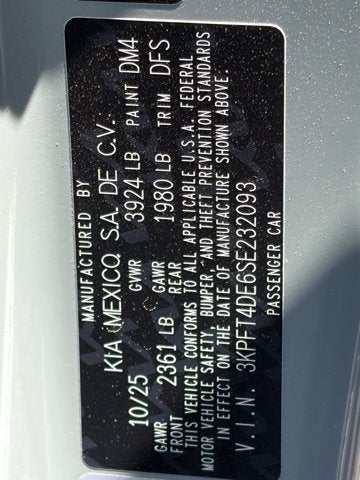 MANUFACTURED BY
KIA MEXICO, S.A. DE C.V.
10/25 GVWR 3924 LB PAINT DM4
GAWR FRONT 2361 LB GAWR REAR 1980 LB TRIM DFS
THIS VEHICLE CONFORMS TO ALL APPLICABLE U.S.A. FEDERAL
MOTOR VEHICLE SAFETY, BUMPER, AND THEFT PREVENTION STANDARDS
IN EFFECT ON THE DATE OF MANUFACTURE SHOWN ABOVE.
V.I.N. 3KPFT4DE6SE232093
PASSENGER CAR